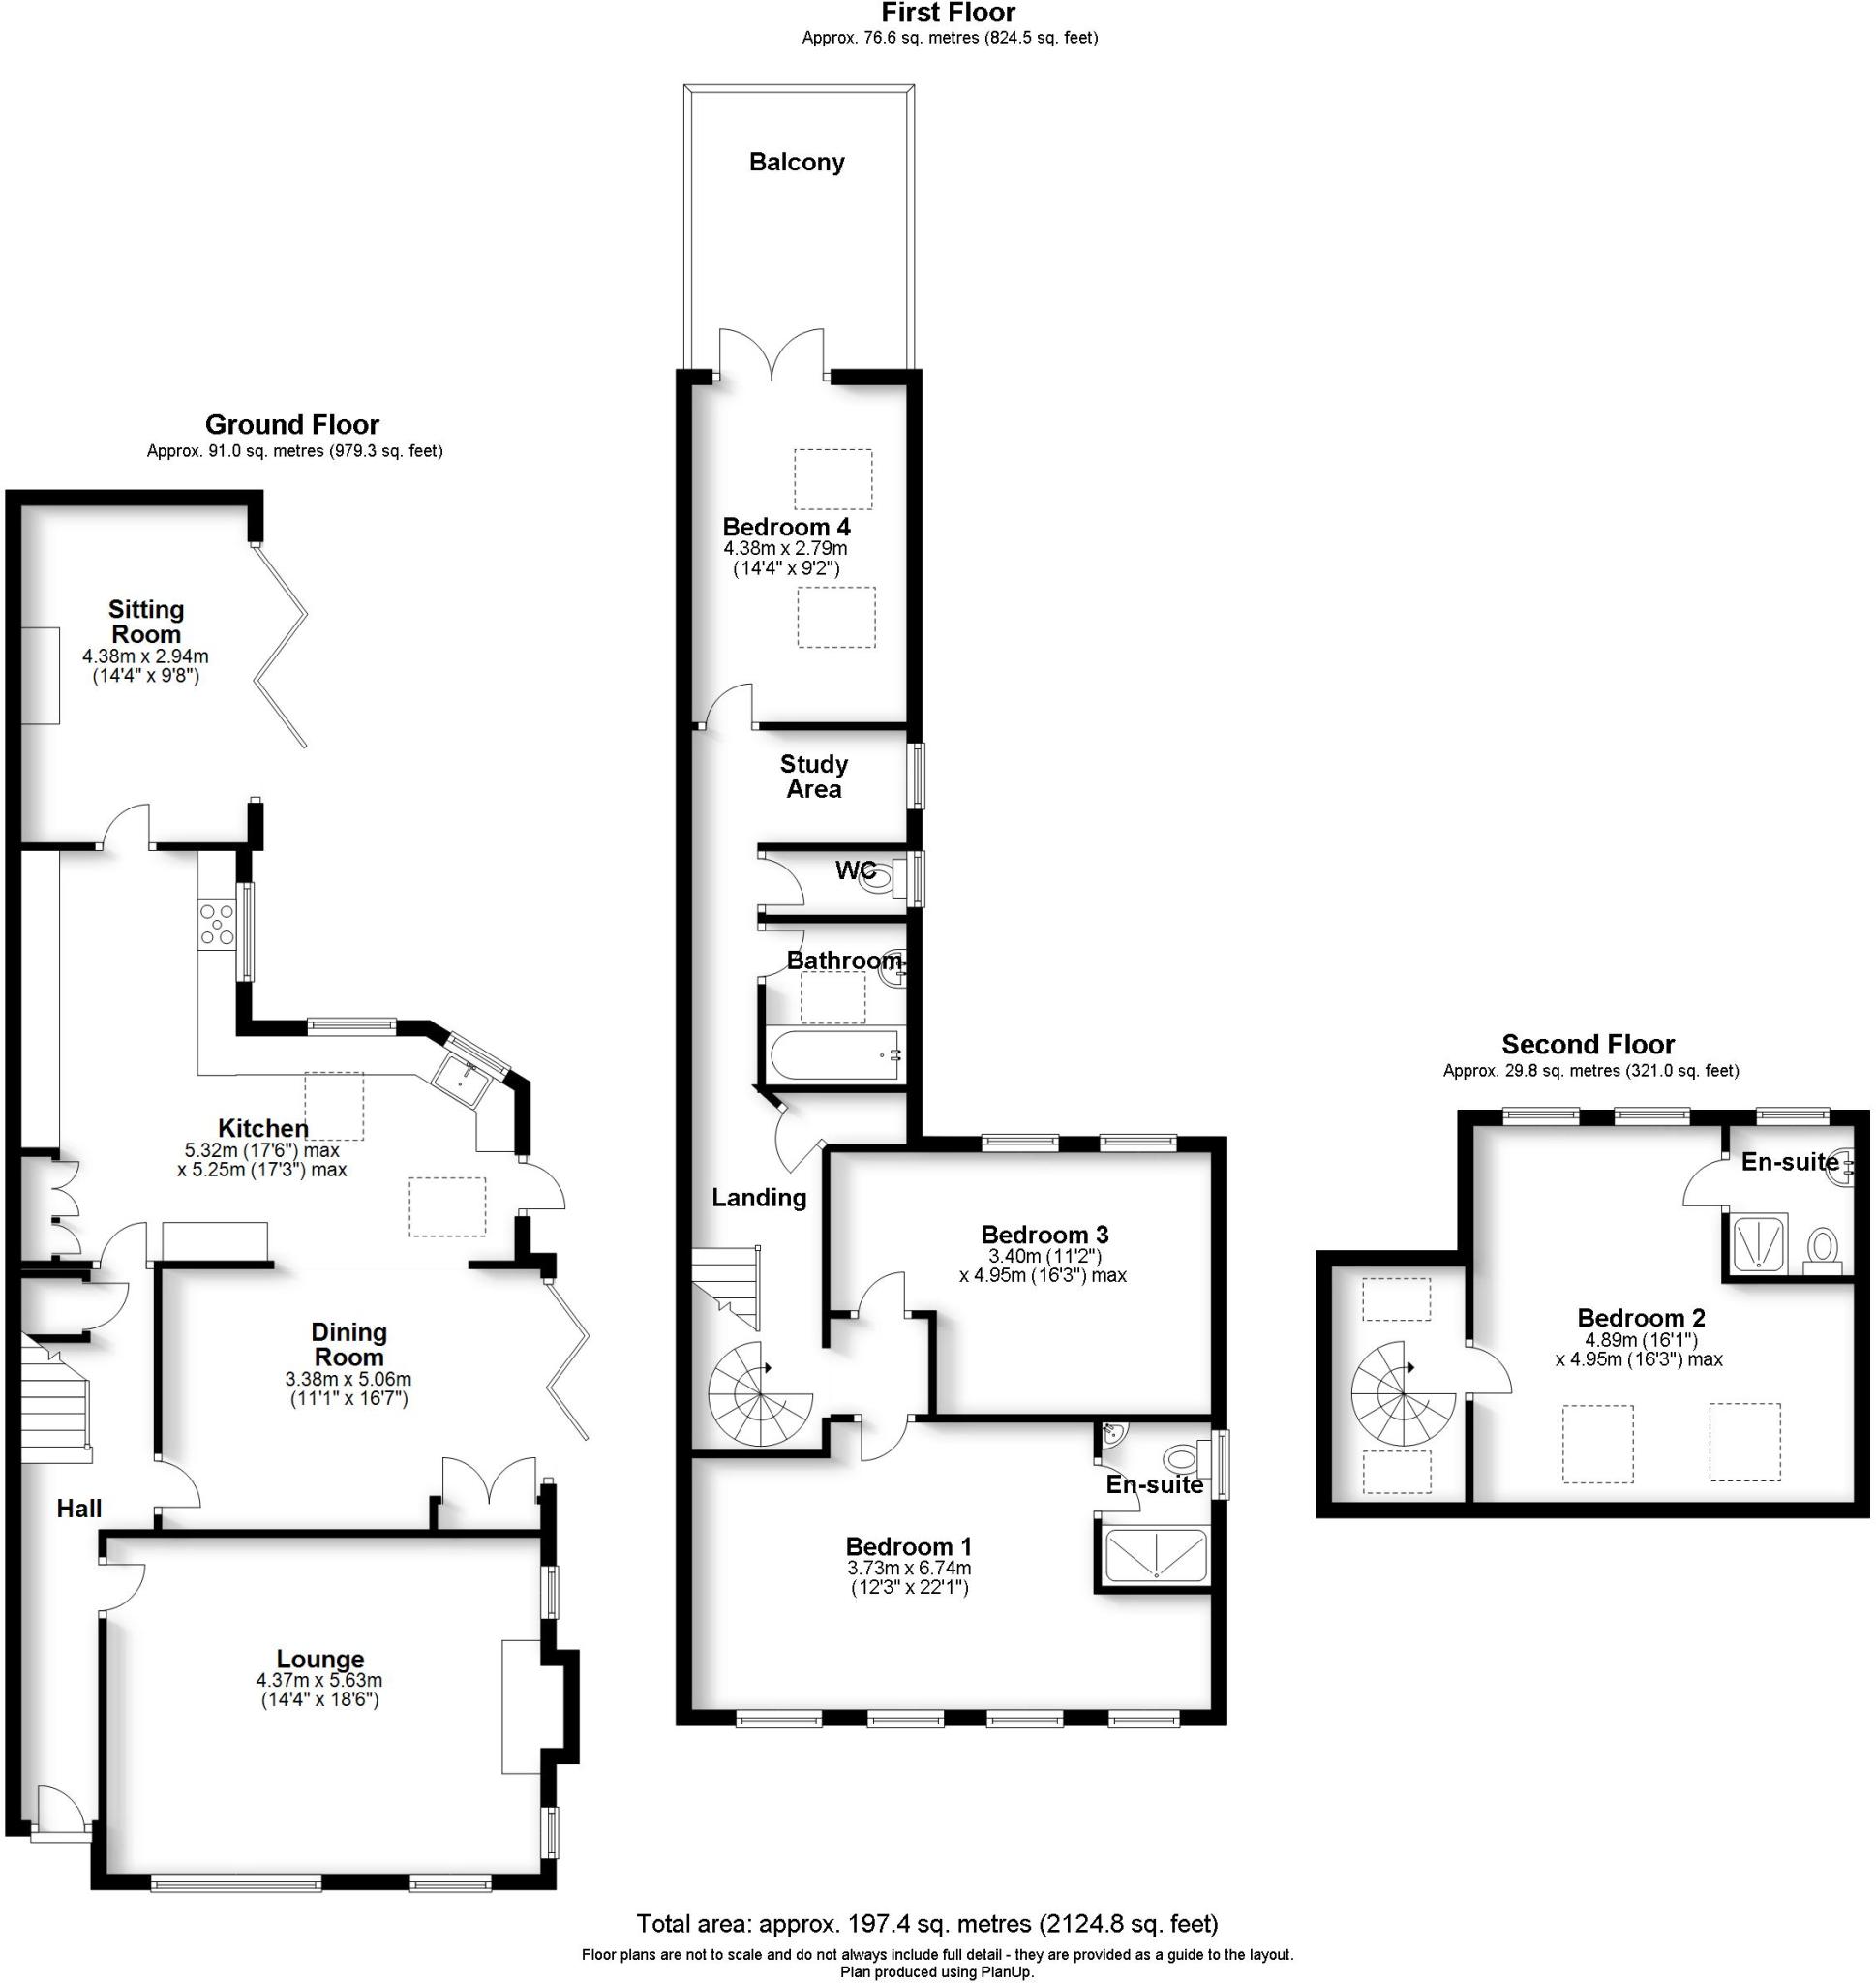 First Floor
Approx. 76.6 sq. metres (824.5 sq. feet)
Balcony
Bedroom 4
4.38m x 2.79m
(14'4" x 9'2")
Study
Area
WC
Bathroom
Landing
Bedroom 3
3.40m (11'2")
x 4.95m (16'3") max
En-suite
Bedroom 1
3.73m x 6.74m
(12'3" x 22'1")
Ground Floor
Approx. 91.0 sq. metres (979.3 sq. feet)
Sitting
Room
4.38m x 2.94m
(14'4" x 9'8")
Kitchen
5.32m (17'6") max
x 5.25m (17'3") max
Dining
Room
3.38m x 5.06m
(11'1" x 16'7")
Hall
Lounge
4.37m x 5.63m
(14'4" x 18'6")
Second Floor
Approx. 29.8 sq. metres (321.0 sq. feet)
En-suite
Bedroom 2
4.89m (16'1")
x 4.95m (16'3") max
Total area: approx. 197.4 sq. metres (2124.8 sq. feet)
Floor plans are not to scale and do not always include full detail - they are provided as a guide to the layout.
Plan produced using PlanUp.